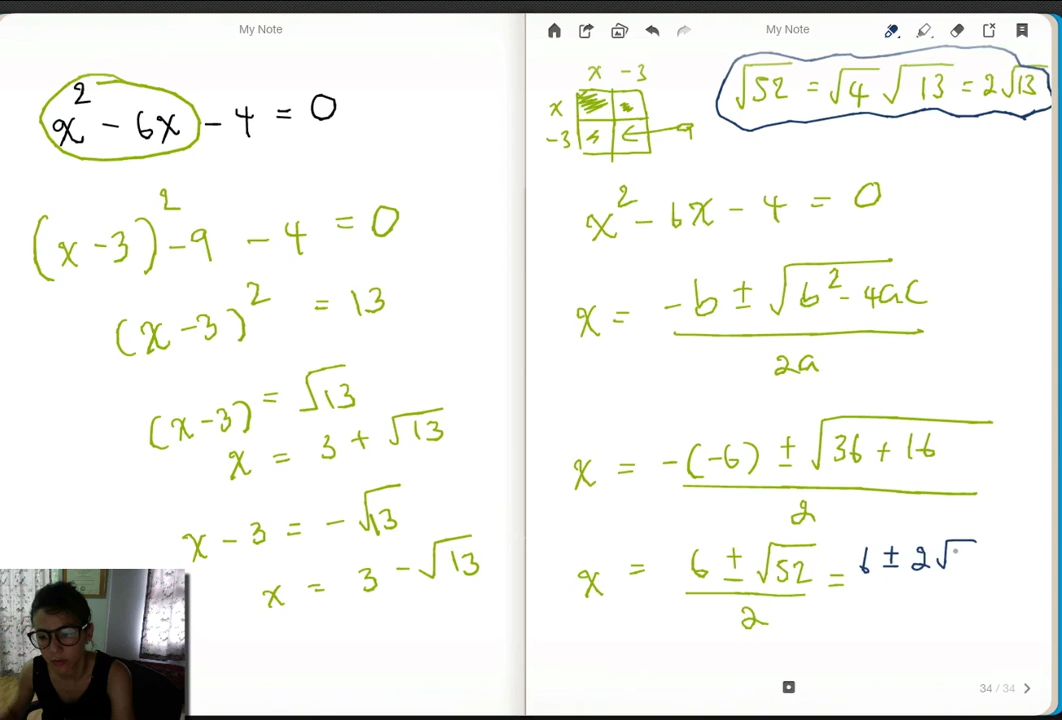 My Note
x² - 6x - 4 = 0
(x - 3)² - 9 - 4 = 0
(x - 3)² = 13
(x - 3) = √13
x = 3 + √13
x - 3 = -√13
x = 3 - √13
My Note
x -3
x
-3 9
√52 = √4 √13 = 2√13
x² - 6x - 4 = 0
x = -b ± √b² - 4ac
2a
x = -(-6) ± √36 + 16
2
x = 6 ± √52 = 6 ± 2√
2
34 / 34